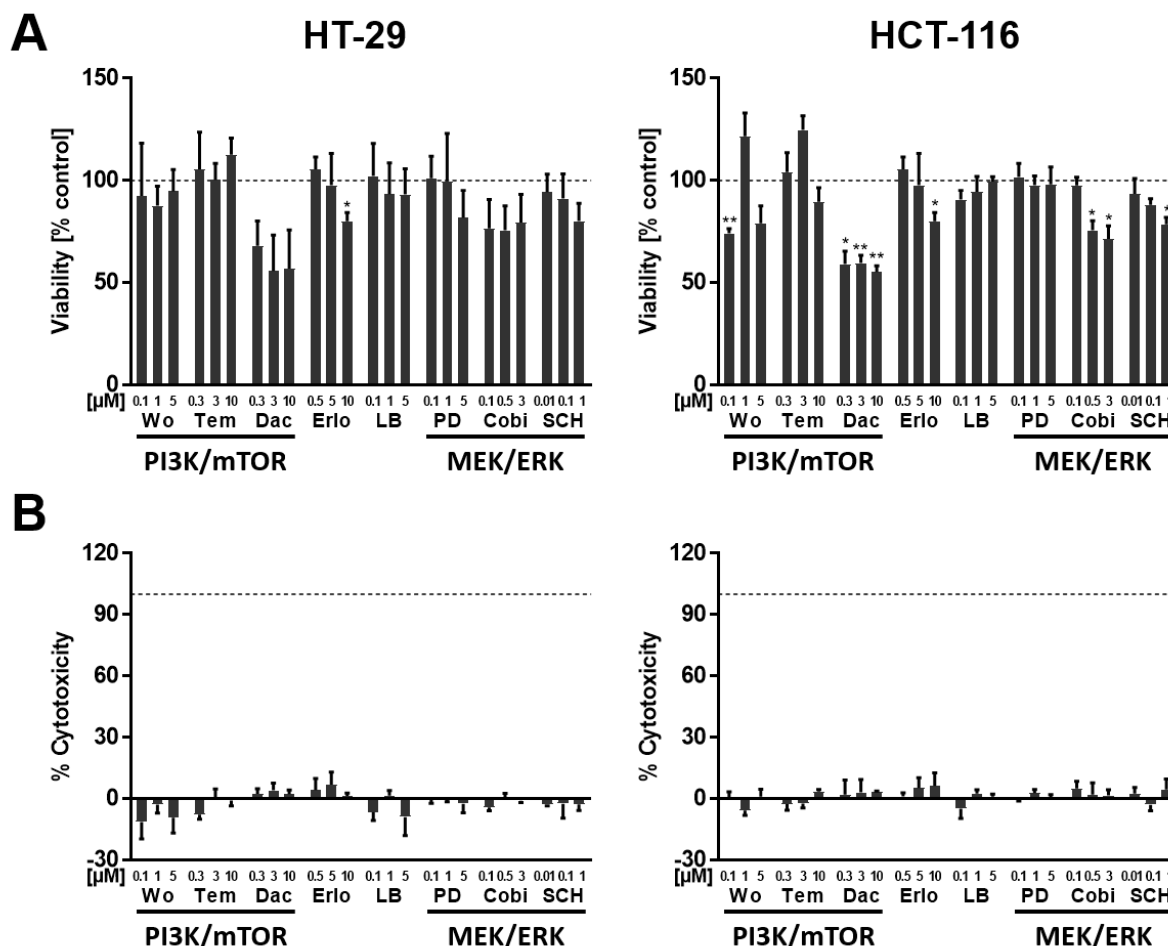 A
HT-29
HCT-116
Viability [% control]
150
100
50
0
*
[µM] 0.1 1 5 0.3 3 10 0.3 3 10 0.5 5 10 0.1 1 5 0.1 1 5 0.1 0.5 3 0.01 0.1 1
Wo Tem Dac Erlo LB PD Cobi SCH
PI3K/mTOR MEK/ERK
Viability [% control]
150
100
50
0
** * ** ** * * * *
[µM] 0.1 1 5 0.3 3 10 0.3 3 10 0.5 5 10 0.1 1 5 0.1 1 5 0.1 0.5 3 0.01 0.1 1
Wo Tem Dac Erlo LB PD Cobi SCH
PI3K/mTOR MEK/ERK
B
% Cytotoxicity
120
90
60
30
0
-30
[µM] 0.1 1 5 0.3 3 10 0.3 3 10 0.5 5 10 0.1 1 5 0.1 1 5 0.1 0.5 3 0.01 0.1 1
Wo Tem Dac Erlo LB PD Cobi SCH
PI3K/mTOR MEK/ERK
% Cytotoxicity
120
90
60
30
0
-30
[µM] 0.1 1 5 0.3 3 10 0.3 3 10 0.5 5 10 0.1 1 5 0.1 1 5 0.1 0.5 3 0.01 0.1 1
Wo Tem Dac Erlo LB PD Cobi SCH
PI3K/mTOR MEK/ERK